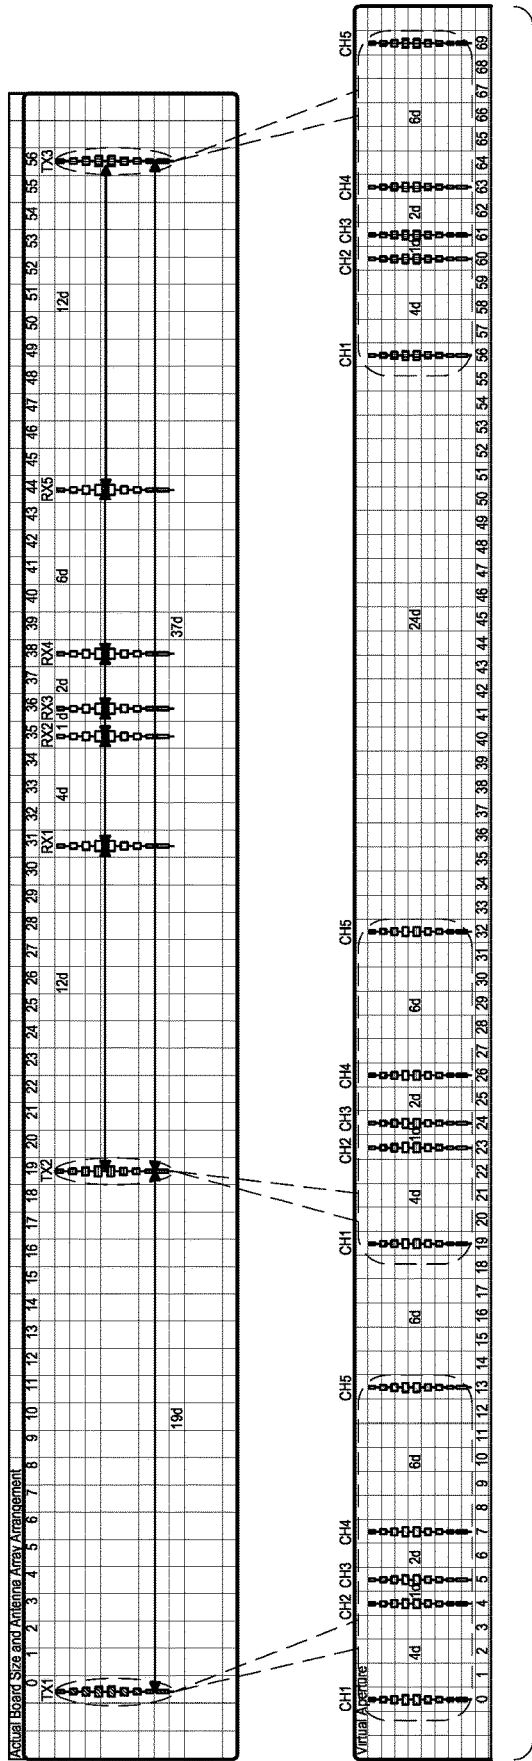 Actual Board Size and Antenna Array Arrangement
0 1 2 3 4 5 6 7 8 9 10 11 12 13 14 15 16 17 18 19 20 21 22 23 24 25 26 27 28 29 30 31 32 33 34 35 36 37 38 39 40 41 42 43 44 45 46 47 48 49 50 51 52 53 54 55 56
TX1 TX2 RX1 RX2 RX3 RX4 RX5 TX3
12d 4d 1 d 2d 6d 12d
19d 37d
CH1 CH2 CH3 CH4 CH5 CH1 CH2 CH3 CH4 CH5 CH1 CH2 CH3 CH4 CH5
Virtual Aperture
4d 1d 2d 6d 6d 4d 1d 2d 6d 24d 4d 1d 2d 6d
0 1 2 3 4 5 6 7 8 9 10 11 12 13 14 15 16 17 18 19 20 21 22 23 24 25 26 27 28 29 30 31 32 33 34 35 36 37 38 39 40 41 42 43 44 45 46 47 48 49 50 51 52 53 54 55 56 57 58 59 60 61 62 63 64 65 66 67 68 69